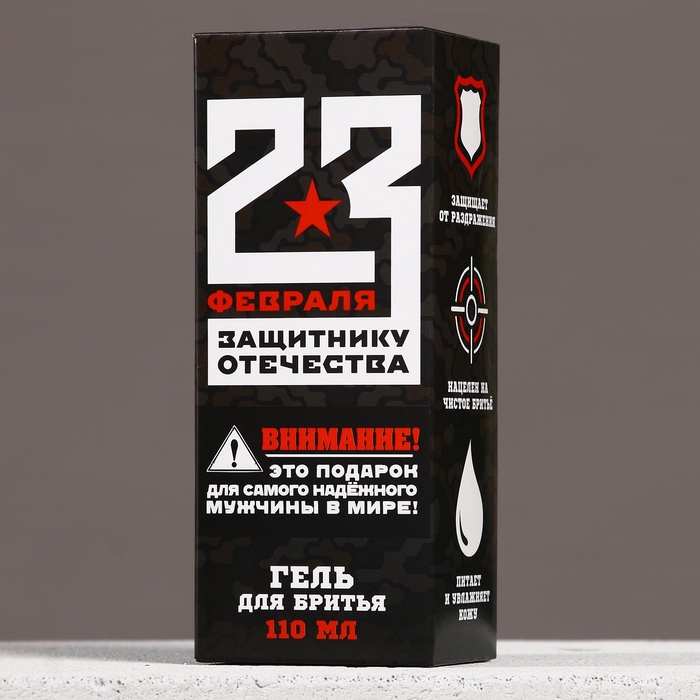 23
ФЕВРАЛЯ
ЗАЩИТНИКУ
ОТЕЧЕСТВА
ВНИМАНИЕ!
ЭТО ПОДАРОК
ДЛЯ САМОГО НАДЁЖНОГО
МУЖЧИНЫ В МИРЕ!
ГЕЛЬ
ДЛЯ БРИТЬЯ
110 МЛ
ЗАЩИЩАЕТ
ОТ РАЗДРАЖЕНИЯ
НАЦЕЛЕН НА
ЧИСТОЕ БРИТЬЁ
ПИТАЕТ
И УВЛАЖНЯЕТ
КОЖУ